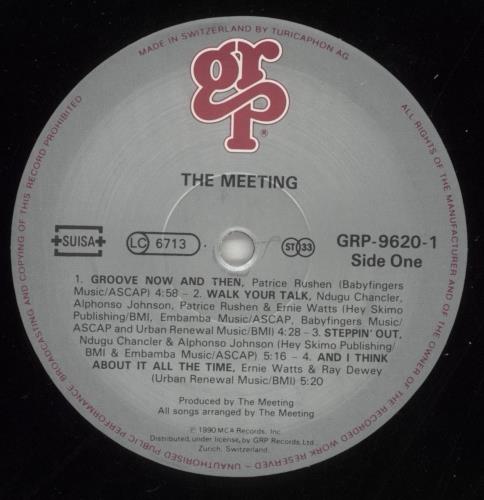 MADE IN SWITZERLAND BY TURICAPHON AG
ALL RIGHTS OF THE MANUFACTURER AND OF THE OWNER OF THE RECORDED WORK RESERVED – UNAUTHORISED PUBLIC PERFORMANCE BROADCASTING AND COPYING OF THIS RECORD PROHIBITED
grp®
THE MEETING
SUISA
LC 6713
ST 33
GRP-9620-1
Side One
1. GROOVE NOW AND THEN, Patrice Rushen (Babyfingers
Music/ASCAP) 4:58 – 2. WALK YOUR TALK, Ndugu Chancler,
Alphonso Johnson, Patrice Rushen & Ernie Watts (Hey Skimo
Publishing/BMI, Embamba Music/ASCAP, Babyfingers Music/
ASCAP and Urban Renewal Music/BMI) 4:28 – 3. STEPPIN' OUT,
Ndugu Chancler & Alphonso Johnson (Hey Skimo Publishing/
BMI & Embamba Music/ASCAP) 5:16 – 4. AND I THINK
ABOUT IT ALL THE TIME, Ernie Watts & Ray Dewey
(Urban Renewal Music/BMI) 5:20
Produced by The Meeting
All songs arranged by The Meeting
℗ 1990 MCA Records, Inc.
Distributed, under license, by GRP Records, Ltd.
Zurich, Switzerland.